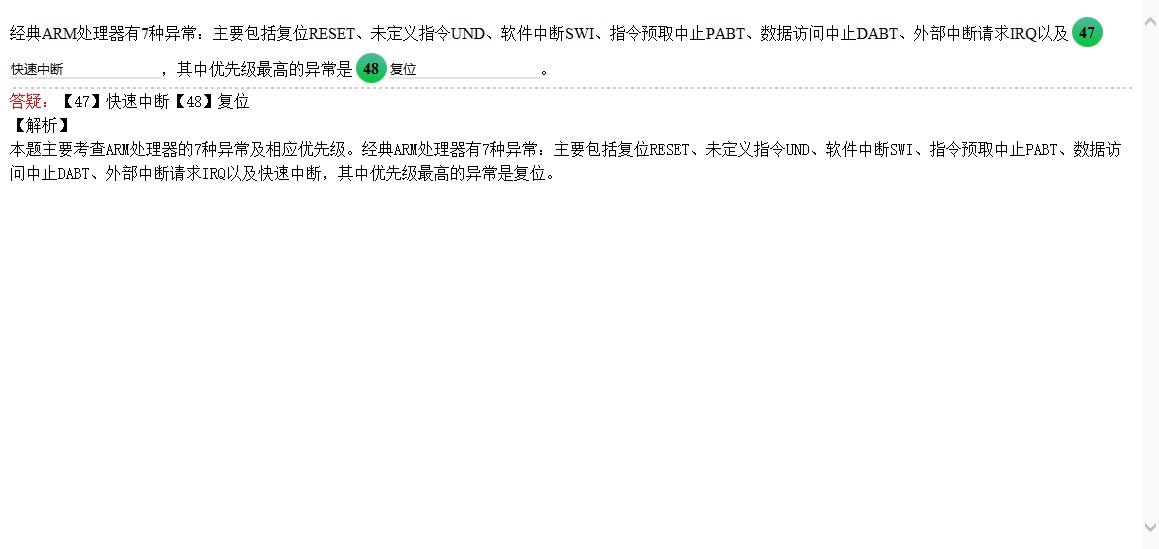 经典ARM处理器有7种异常：主要包括复位RESET、未定义指令UND、软件中断SWI、指令预取中止PABT、数据访问中止DABT、外部中断请求IRQ以及 47
快速中断，其中优先级最高的异常是 48 复位。
答疑：【47】快速中断【48】复位
【解析】
本题主要考查ARM处理器的7种异常及相应优先级。经典ARM处理器有7种异常：主要包括复位RESET、未定义指令UND、软件中断SWI、指令预取中止PABT、数据访
问中止DABT、外部中断请求IRQ以及快速中断，其中优先级最高的异常是复位。